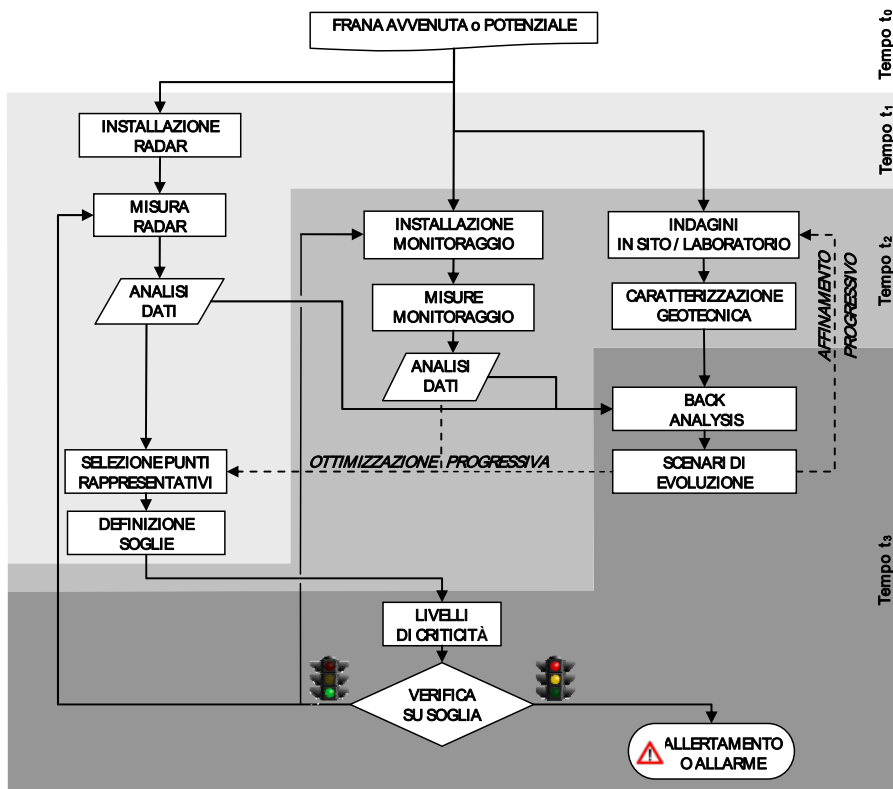 FRANA AVVENUTA o POTENZIALE
Tempo t₀
INSTALLAZIONE
RADAR
Tempo t₁
MISURA
RADAR
INSTALLAZIONE
MONITORAGGIO
INDAGINI
IN SITO / LABORATORIO
Tempo t₂
ANALISI
DATI
MISURE
MONITORAGGIO
CARATTERIZZAZIONE
GEOTECNICA
AFFINAMENTO
PROGRESSIVO
ANALISI
DATI
BACK
ANALYSIS
SELEZIONE PUNTI
RAPPRESENTATIVI
OTTIMIZZAZIONE PROGRESSIVA
SCENARI DI
EVOLUZIONE
DEFINIZIONE
SOGLIE
Tempo t₃
LIVELLI
DI CRITICITÀ
VERIFICA
SU SOGLIA
ALLERTAMENTO
O ALLARME